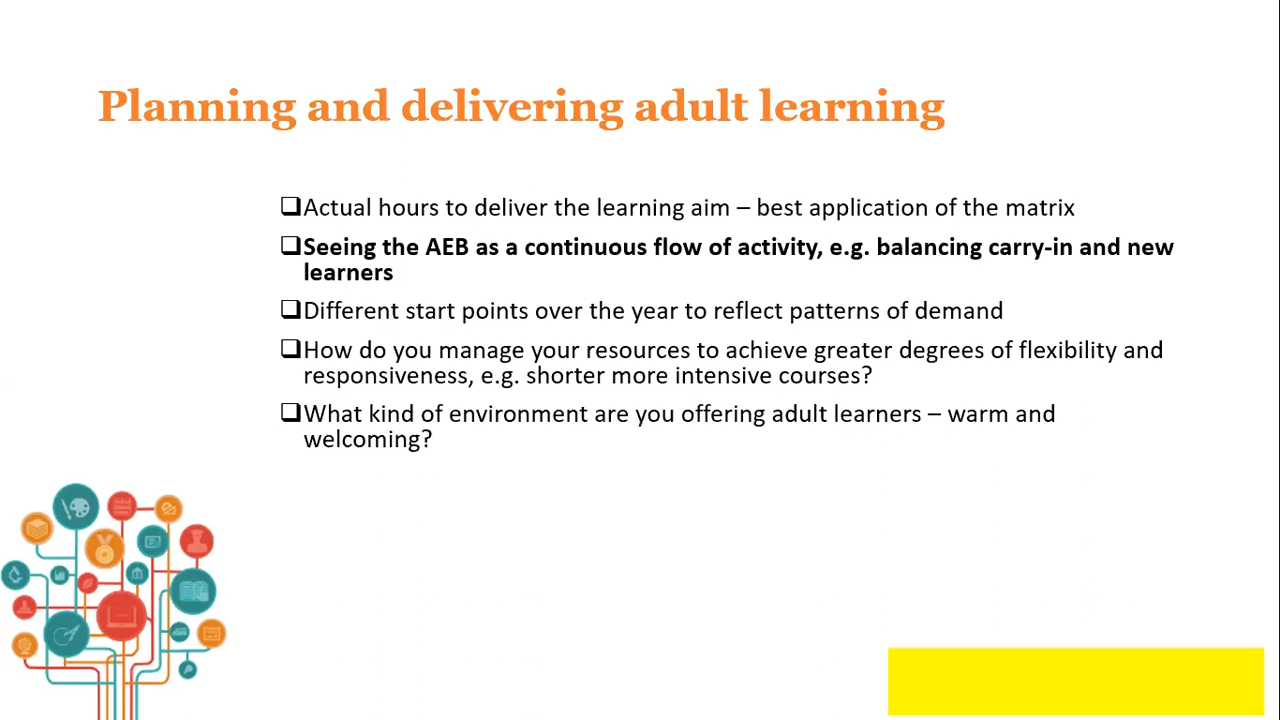 Planning and delivering adult learning
❑Actual hours to deliver the learning aim – best application of the matrix
❑Seeing the AEB as a continuous flow of activity, e.g. balancing carry-in and new
learners
❑Different start points over the year to reflect patterns of demand
❑How do you manage your resources to achieve greater degrees of flexibility and
responsiveness, e.g. shorter more intensive courses?
❑What kind of environment are you offering adult learners – warm and
welcoming?